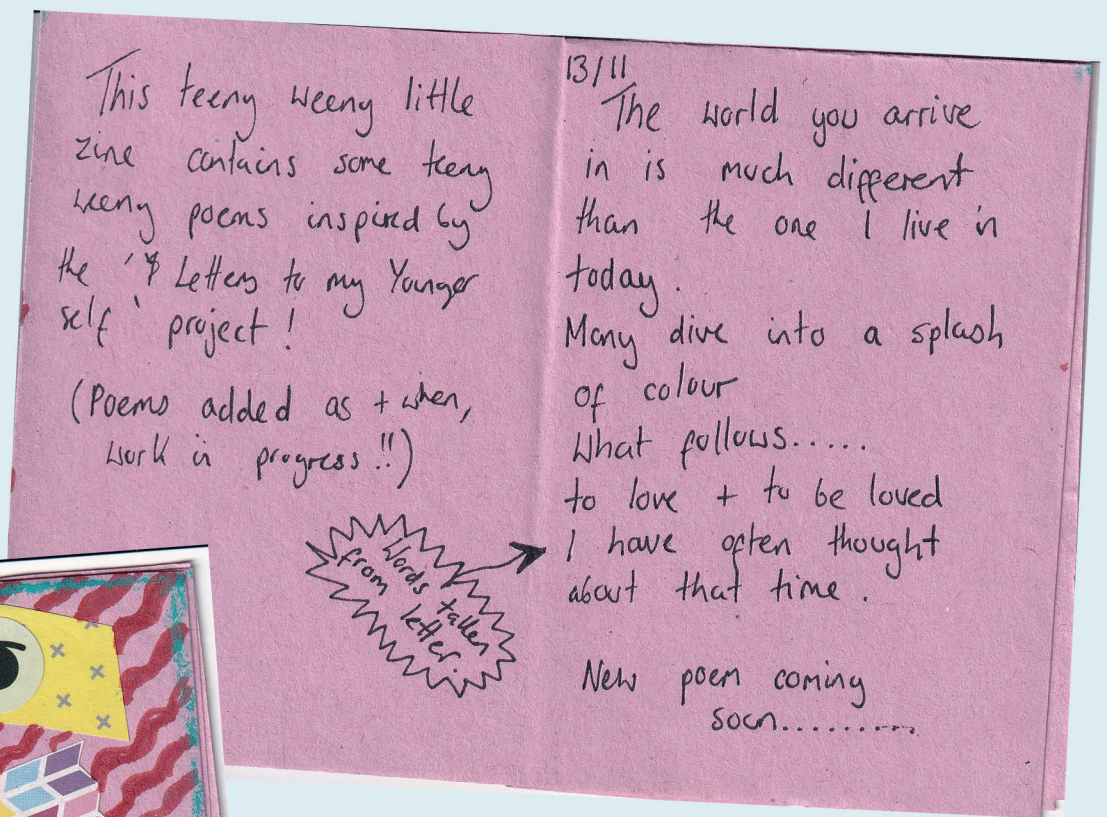 This teeny weeny little
zine contains some teeny
weeny poems inspired by
the ' Letters to my Younger
self ' project !
(Poems added as + when,
work in progress !!)
Words taken
from letter.
13/11
The world you arrive
in is much different
than the one I live in
today.
Many dive into a splash
of colour
What follows.....
to love + to be loved
I have often thought
about that time.
New poem coming
soon.........